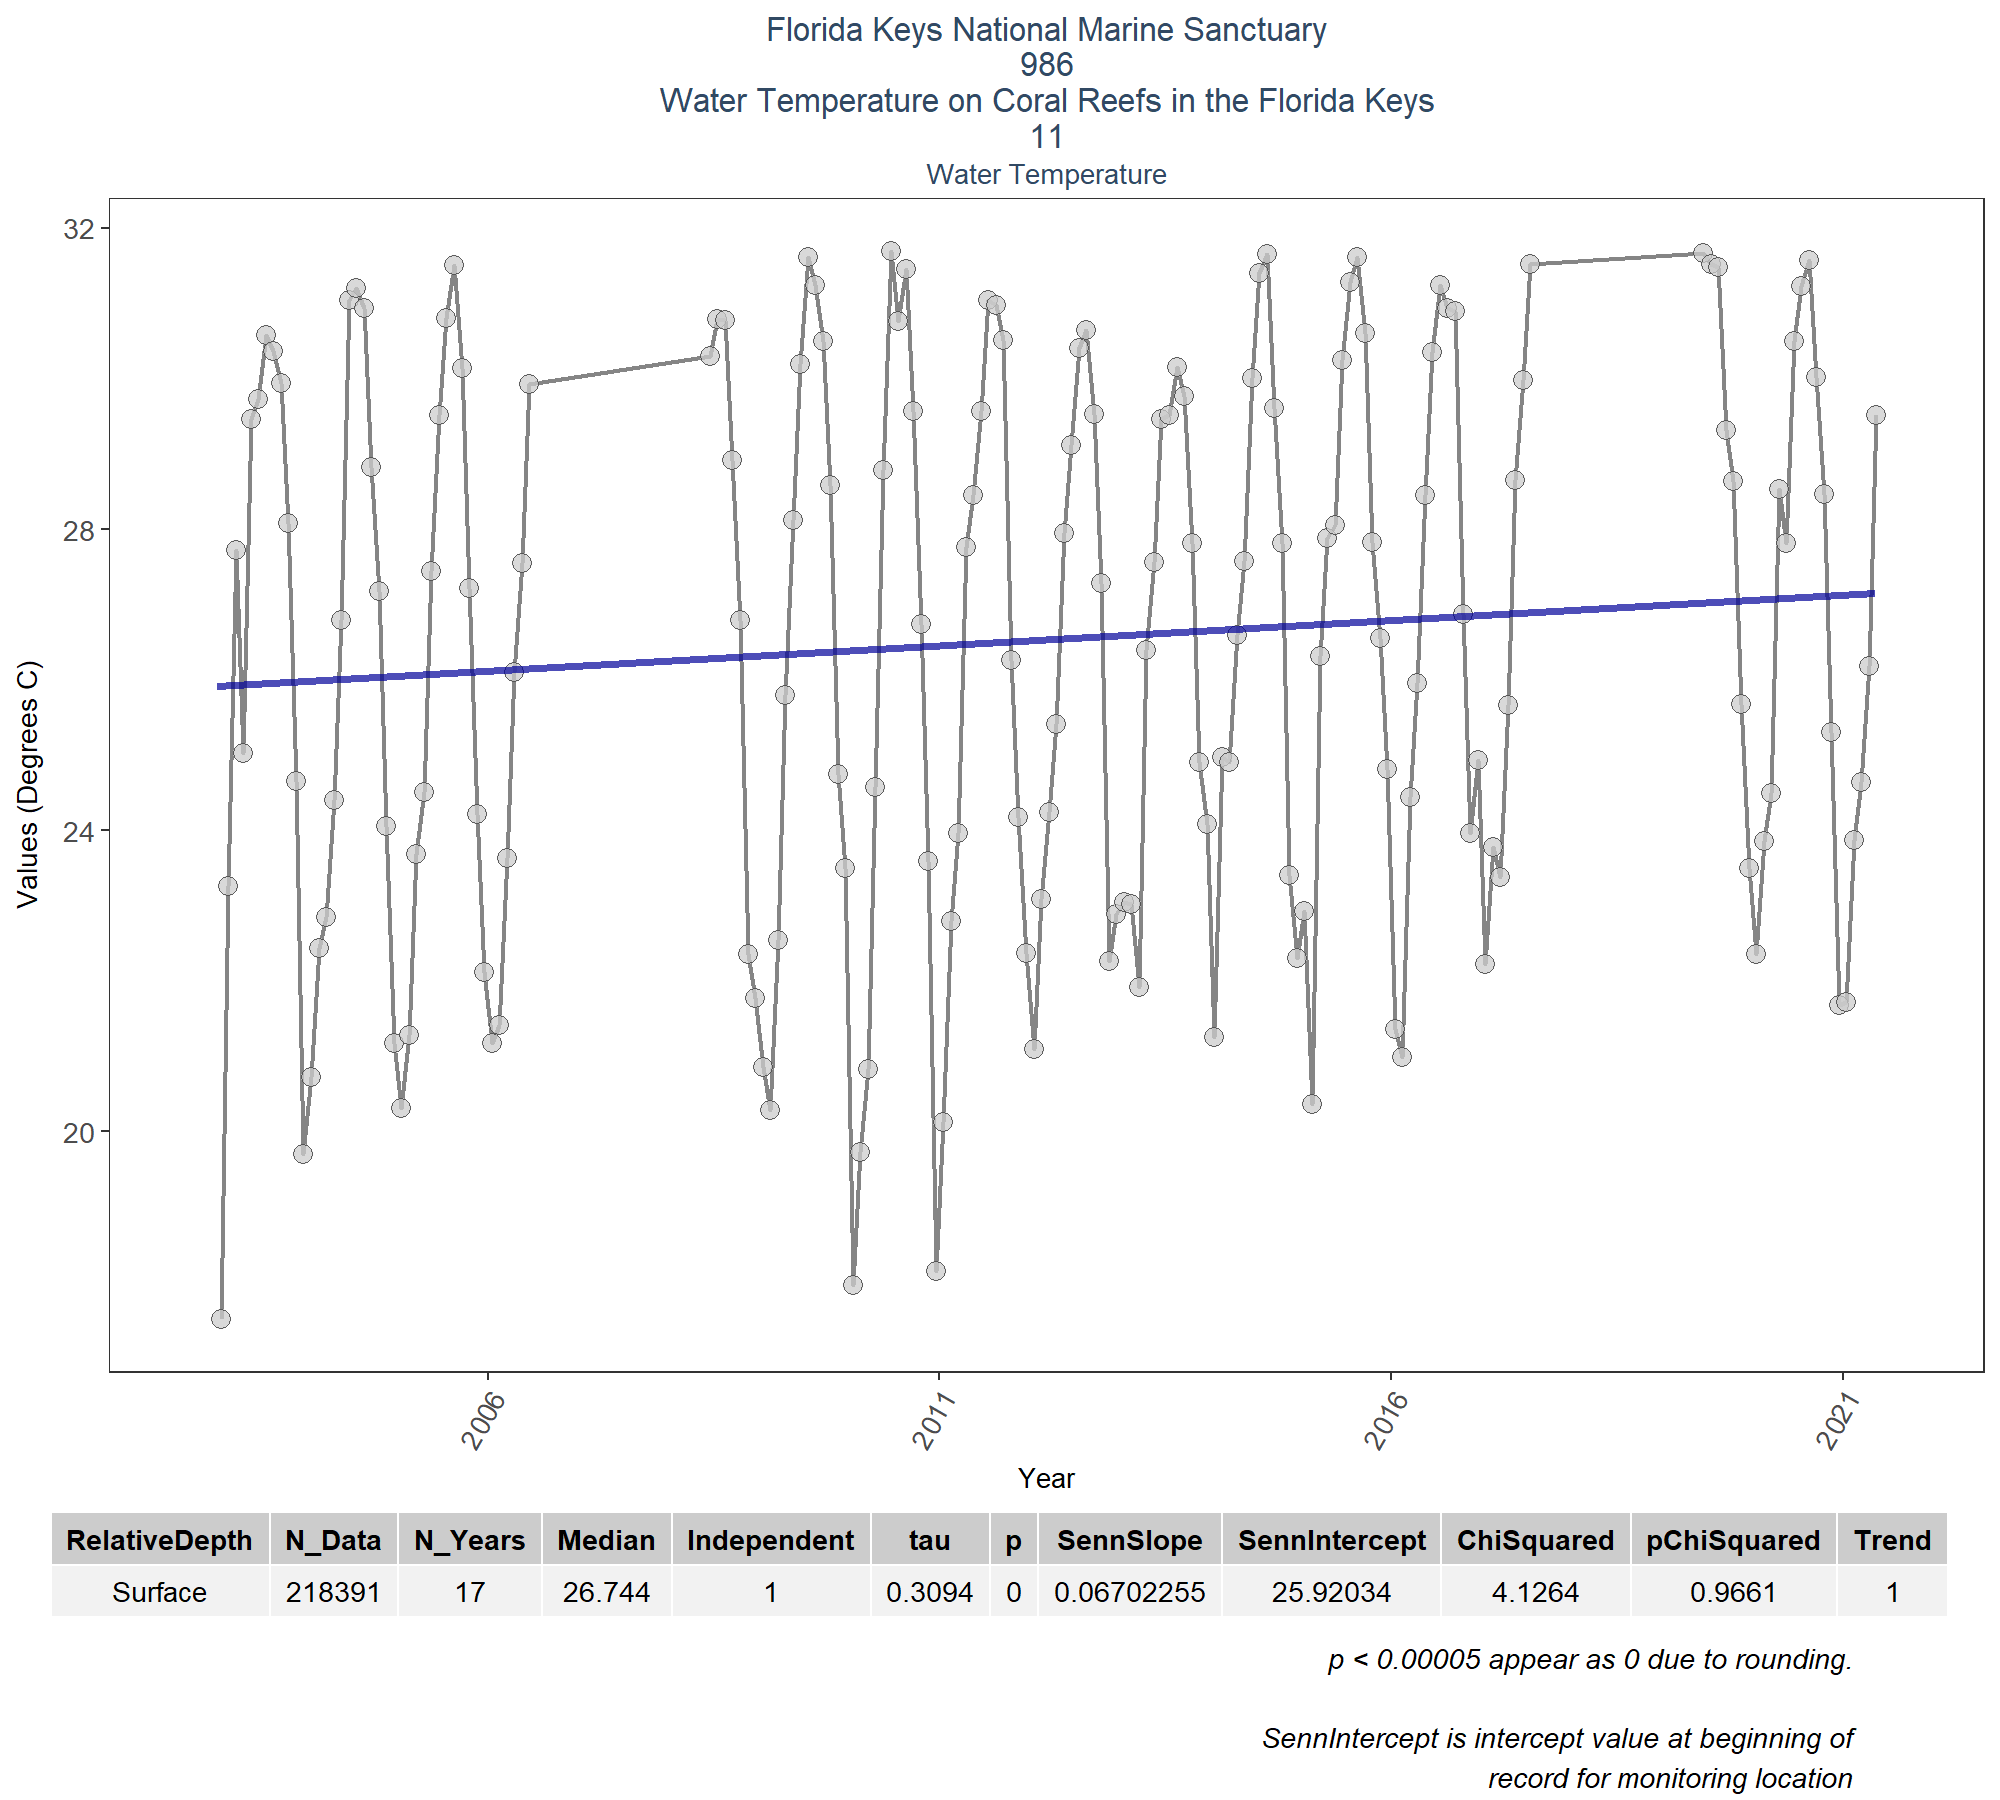 Florida Keys National Marine Sanctuary
986
Water Temperature on Coral Reefs in the Florida Keys
11
Water Temperature
32
28
24
20
Values (Degrees C)
2006
2011
2016
2021
Year
RelativeDepth N_Data N_Years Median Independent tau p SennSlope SennIntercept ChiSquared pChiSquared Trend
Surface 218391 17 26.744 1 0.3094 0 0.06702255 25.92034 4.1264 0.9661 1
p < 0.00005 appear as 0 due to rounding.
SennIntercept is intercept value at beginning of
record for monitoring location